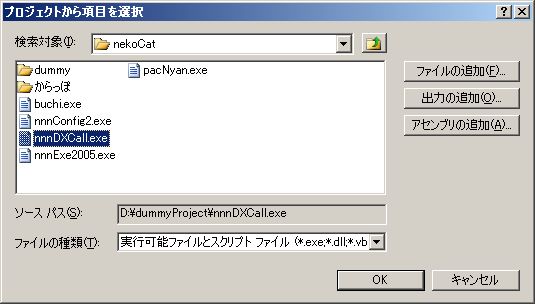 プロジェクトから項目を選択
検索対象(I):
nekoCat
dummy
からっぽ
buchi.exe
nnnConfig2.exe
nnnDXCall.exe
nnnExe2005.exe
pacNyan.exe
ファイルの追加(F)...
出力の追加(O)...
アセンブリの追加(A)...
ソース パス(S):
D:¥dummyProject¥nnnDXCall.exe
ファイルの種類(T):
実行可能ファイルとスクリプト ファイル (*.exe;*.dll;*.vb
OK
キャンセル